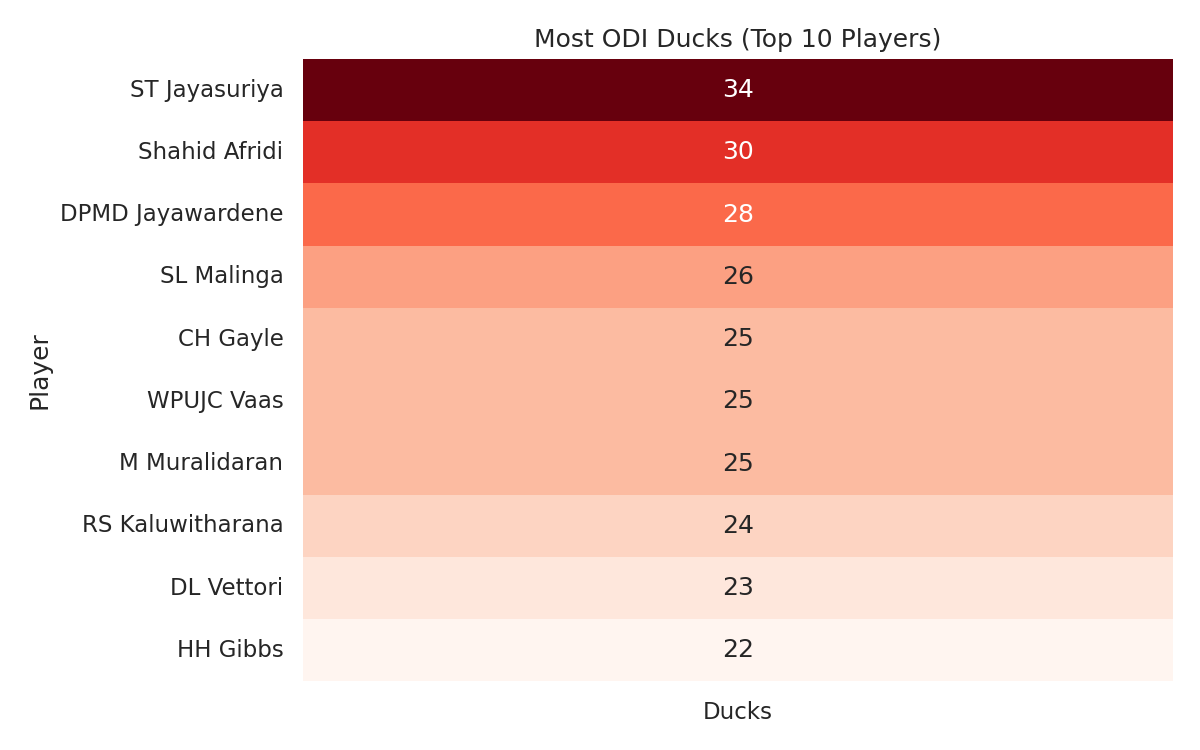 Most ODI Ducks (Top 10 Players)
ST Jayasuriya 34
Shahid Afridi 30
DPMD Jayawardene 28
SL Malinga 26
CH Gayle 25
WPUJC Vaas 25
M Muralidaran 25
RS Kaluwitharana 24
DL Vettori 23
HH Gibbs 22
Player
Ducks